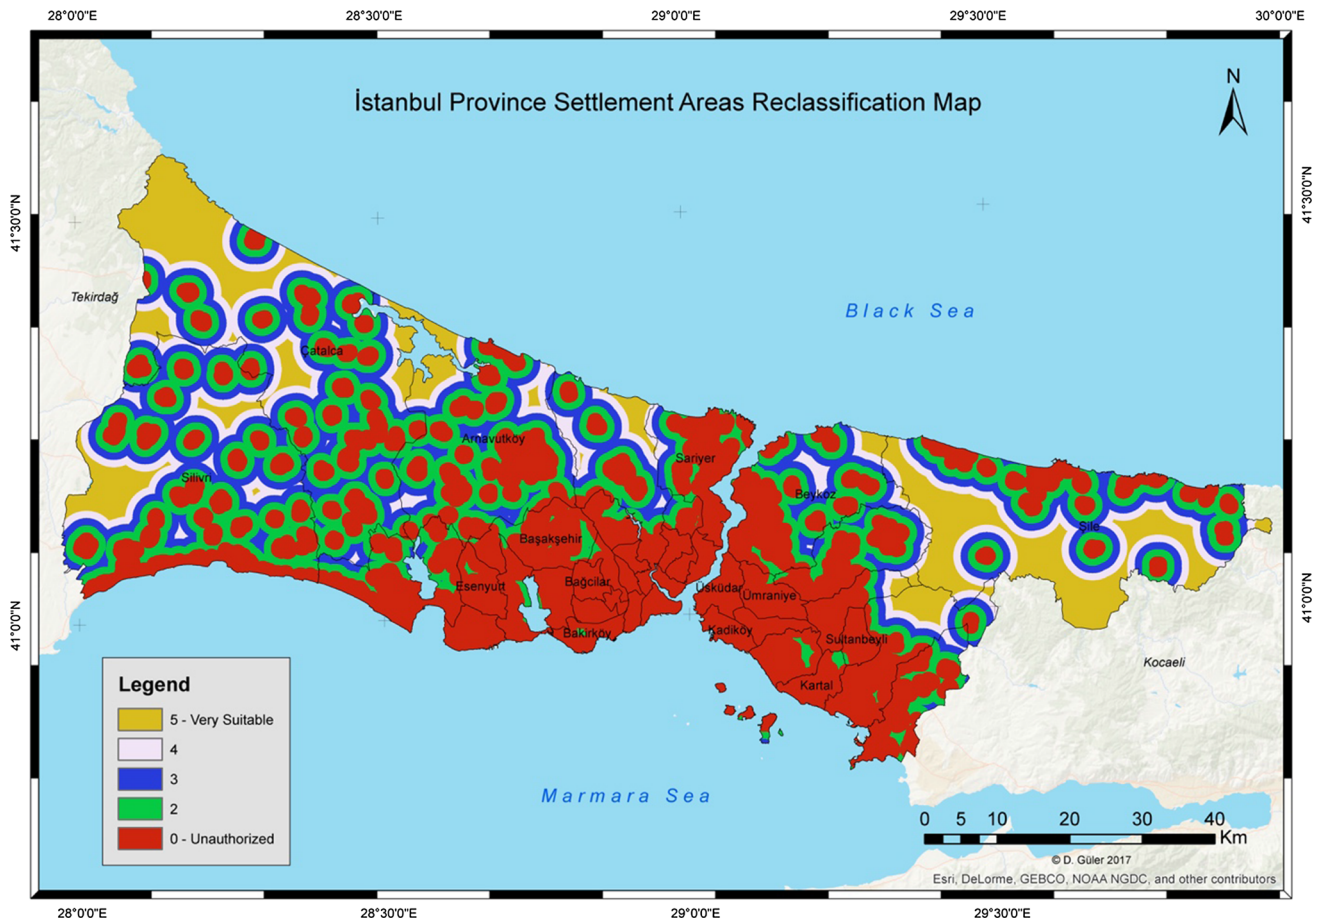 28°0'0"E 28°30'0"E 29°0'0"E 29°30'0"E 30°0'0"E
İstanbul Province Settlement Areas Reclassification Map
N
41°30'0"N
41°30'0"N
Tekirdağ
Black Sea
Çatalca
Arnavutköy
Sarıyer
Silivri
Beykoz
Şile
Başakşehir
Esenyurt
Bağcılar
Üsküdar
Ümraniye
41°0'0"N
41°0'0"N
Bakırköy
Kadıköy
Sultanbeyli
Kocaeli
Kartal
Legend
5 - Very Suitable
4
3
2
0 - Unauthorized
Marmara Sea
0 5 10 20 30 40
Km
© D. Güler 2017
Esri, DeLorme, GEBCO, NOAA NGDC, and other contributors
28°0'0"E 28°30'0"E 29°0'0"E 29°30'0"E